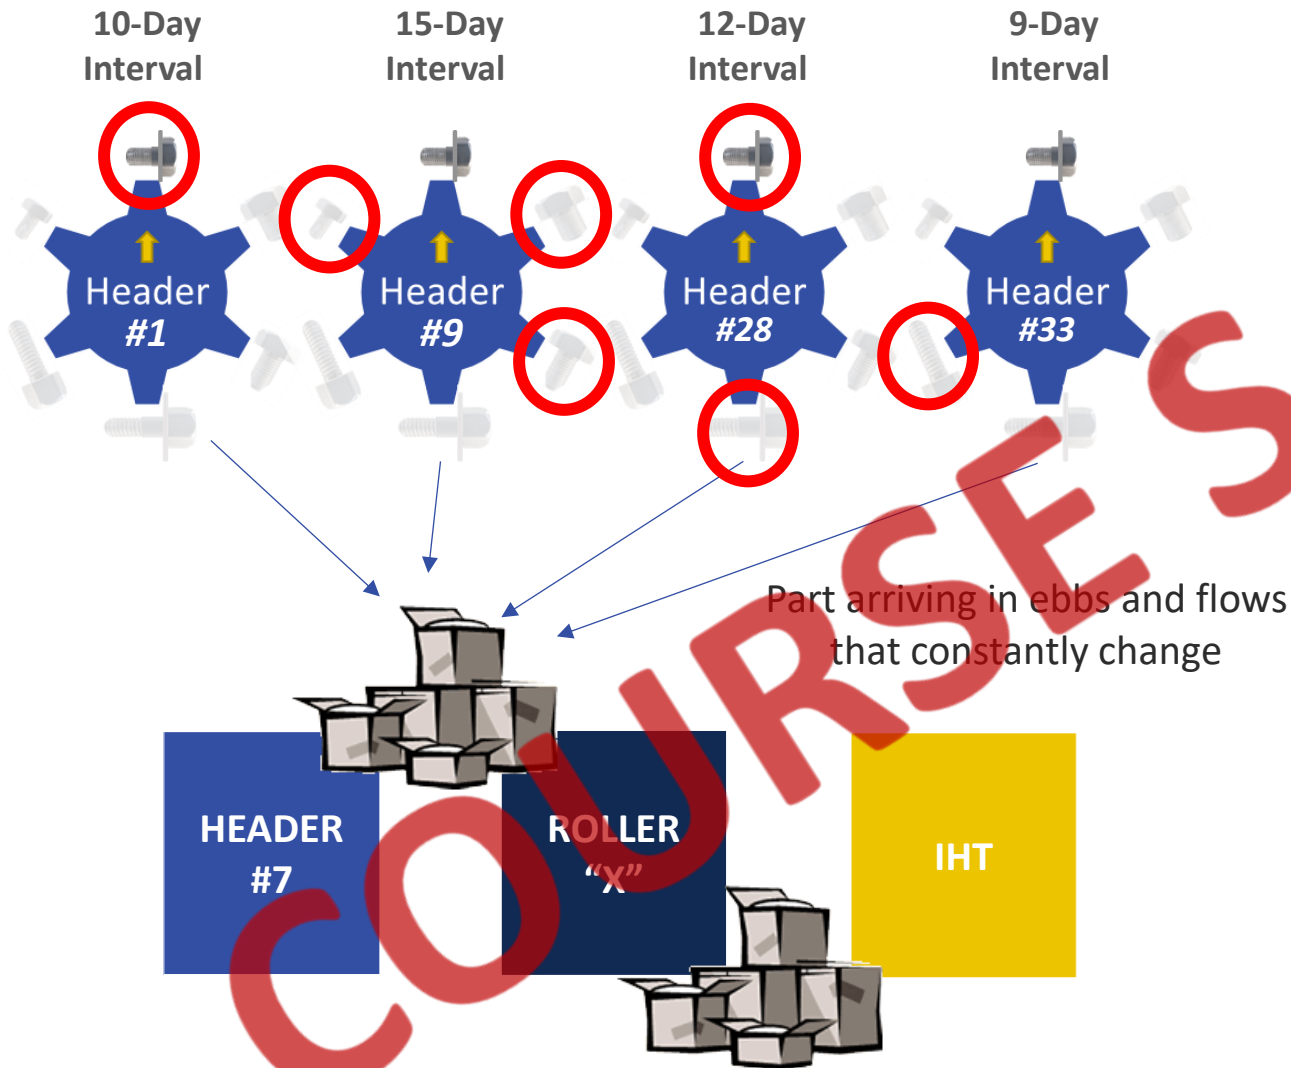 10-Day
Interval
15-Day
Interval
12-Day
Interval
9-Day
Interval
Header
#1
Header
#9
Header
#28
Header
#33
Part arriving in ebbs and flows
that constantly change
HEADER
#7
ROLLER
“X”
IHT
COURSE S